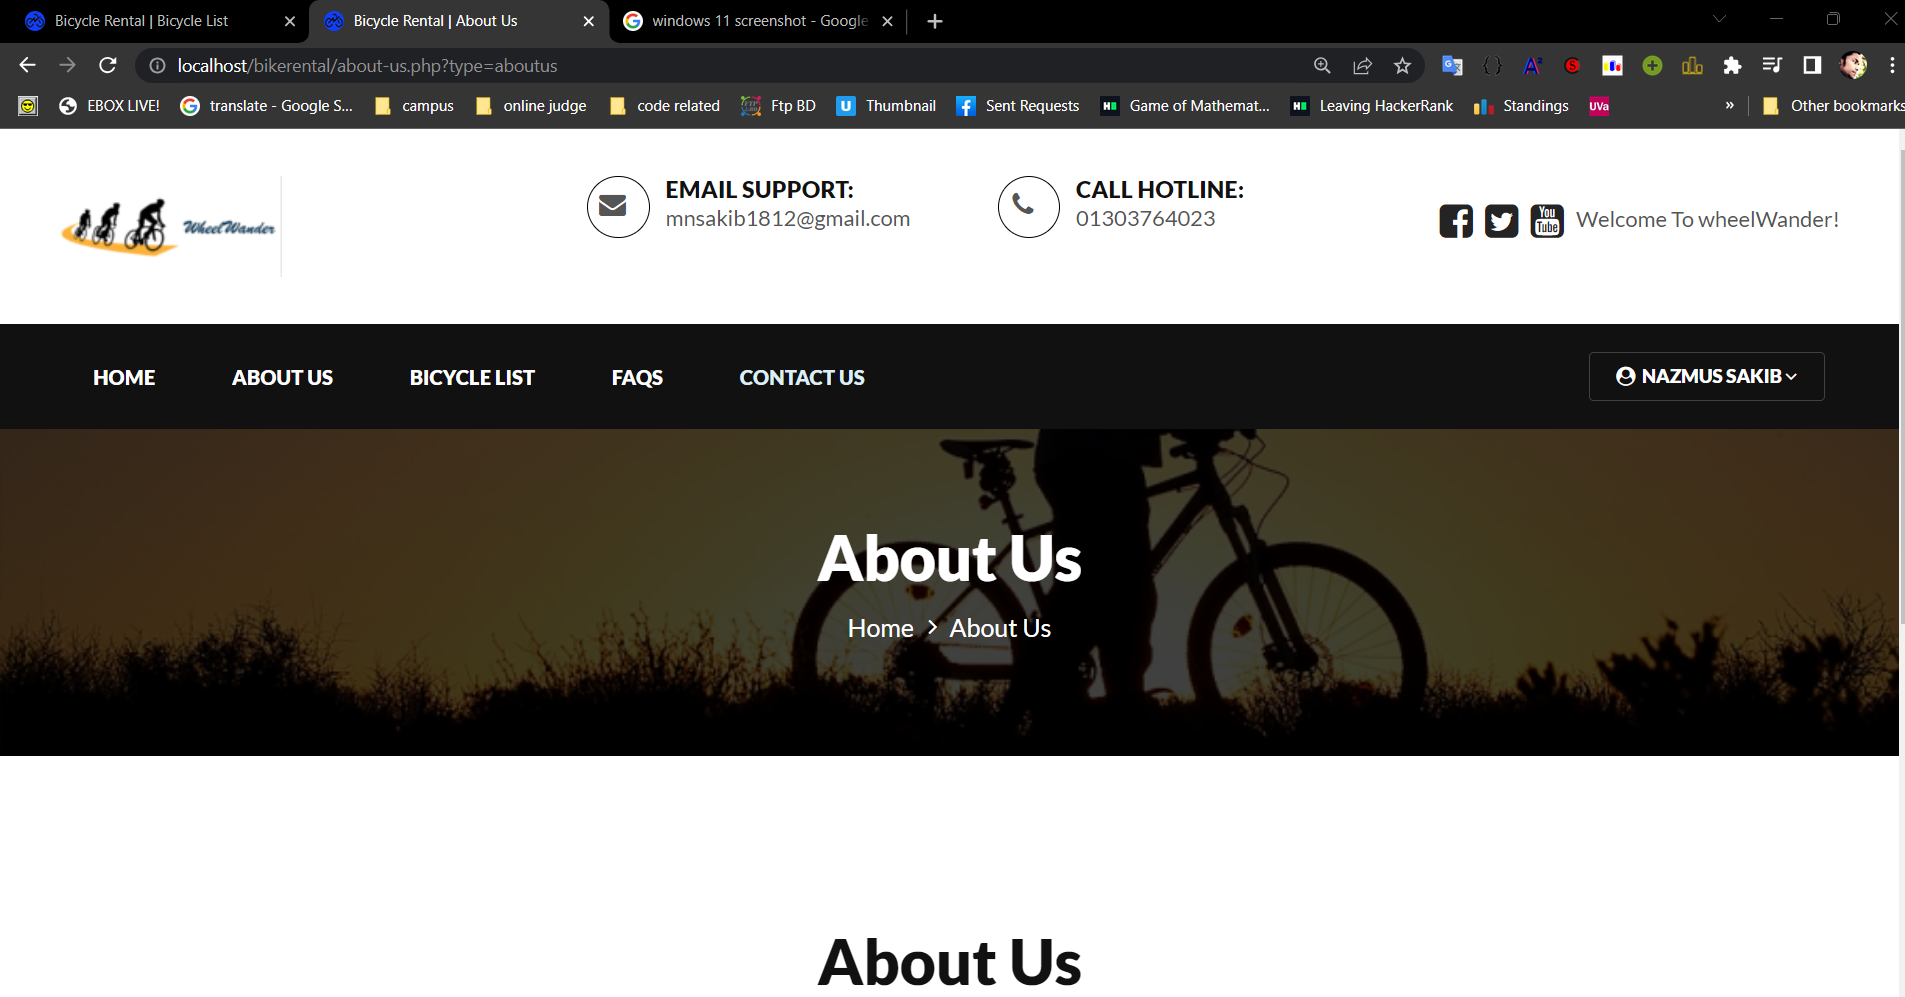 Bicycle Rental | Bicycle List
Bicycle Rental | About Us
windows 11 screenshot - Google
localhost/bikerental/about-us.php?type=aboutus
EBOX LIVE!
translate - Google S...
campus
online judge
code related
Ftp BD
Thumbnail
Sent Requests
Game of Mathemat...
Leaving HackerRank
Standings
UVa
»
Other bookmarks
WheelWander
EMAIL SUPPORT:
mnsakib1812@gmail.com
CALL HOTLINE:
01303764023
You
Tube
Welcome To wheelWander!
HOME
ABOUT US
BICYCLE LIST
FAQS
CONTACT US
NAZMUS SAKIB
About Us
Home > About Us
About Us